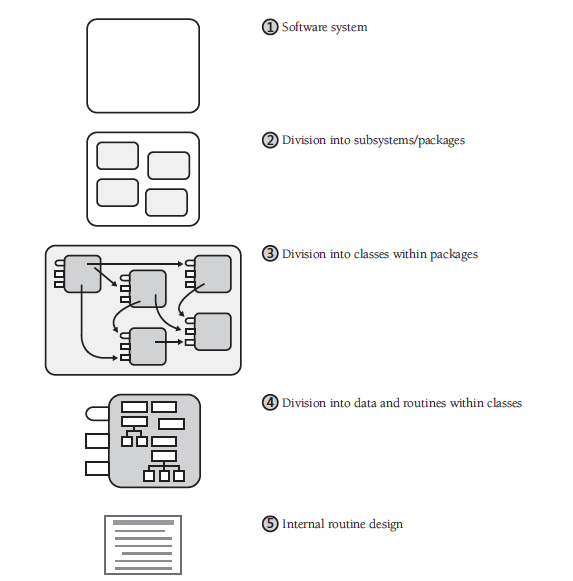 1 Software system
2 Division into subsystems/packages
3 Division into classes within packages
4 Division into data and routines within classes
5 Internal routine design